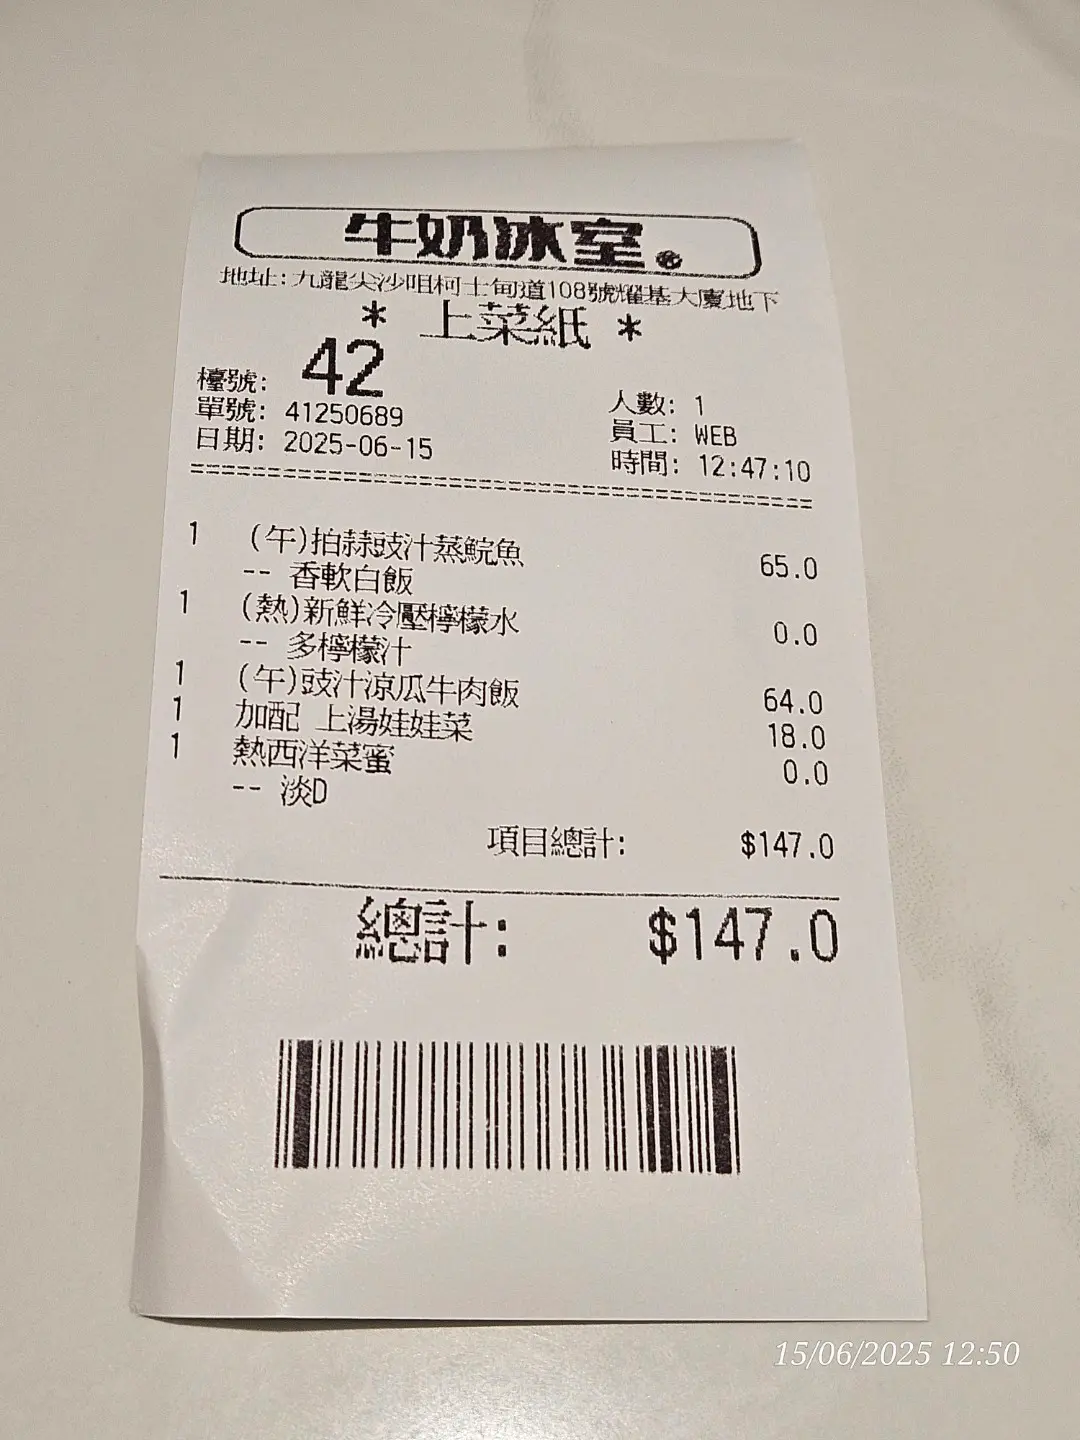 牛奶冰室®
地址:九龍尖沙咀柯士甸道108號耀基大廈地下
* 上菜紙 *
檯號: 42
單號: 41250689 人數: 1
日期: 2025-06-15 員工: WEB
時間: 12:47:10
1 (午)拍蒜豉汁蒸鯇魚 65.0
-- 香軟白飯
1 (熱)新鮮冷壓檸檬水 0.0
-- 多檸檬汁
1 (午)豉汁涼瓜牛肉飯 64.0
1 加配 上湯娃娃菜 18.0
1 熱西洋菜蜜 0.0
-- 淡D
項目總計: $147.0
總計: $147.0
15/06/2025 12:50